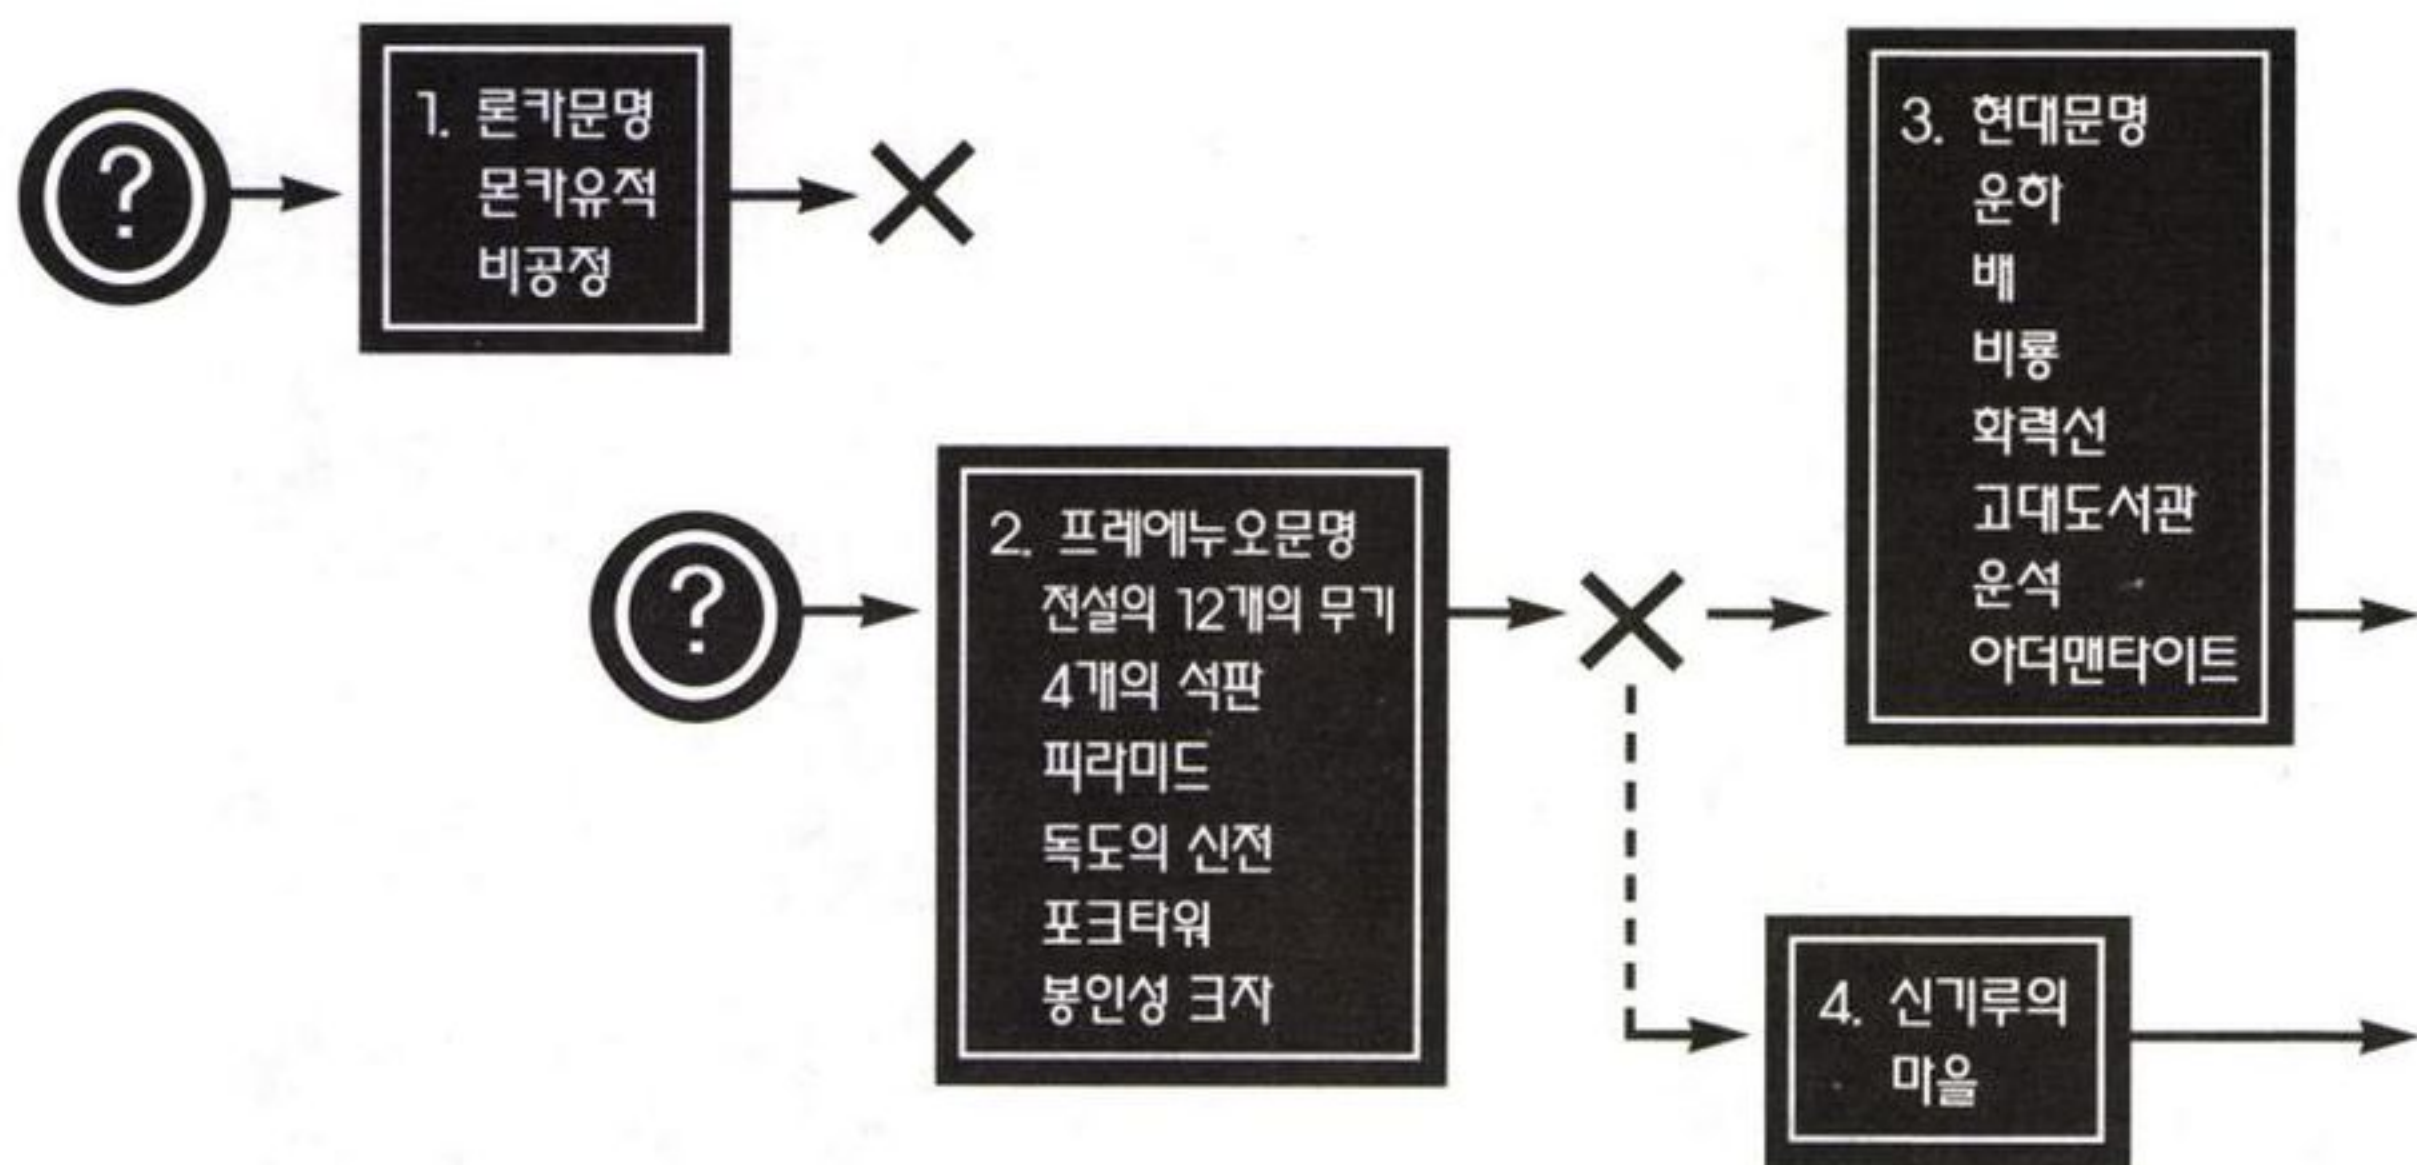 ?
1. 론카문명
몬카유적
비공정
?
2. 프레에누오문명
전설의 12개의 무기
4개의 석판
피라미드
독도의 신전
포크타워
봉인성 크자
3. 현대문명
운하
배
비룡
화력선
고대도서관
운석
아더맨타이트
4. 신기루의
마을